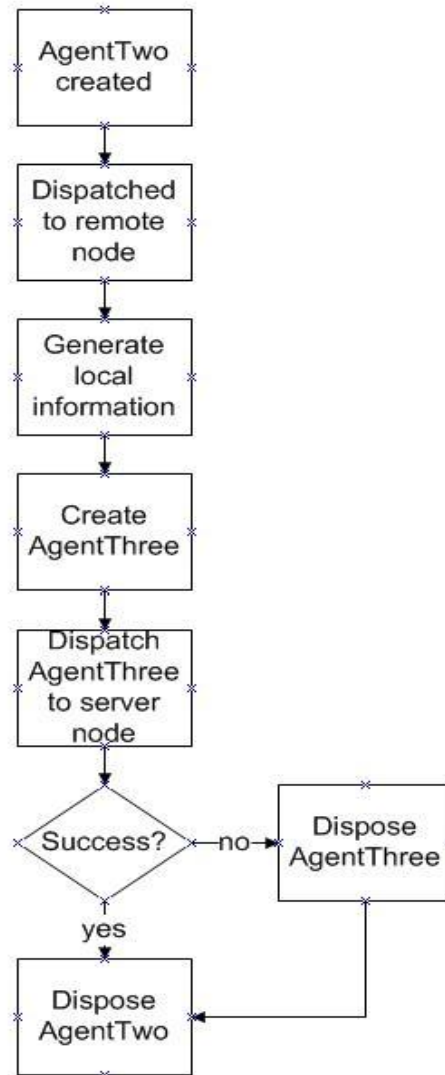 AgentTwo
created
Dispatched
to remote
node
Generate
local
information
Create
AgentThree
Dispatch
AgentThree
to server
node
Success?
no
Dispose
AgentThree
yes
Dispose
AgentTwo